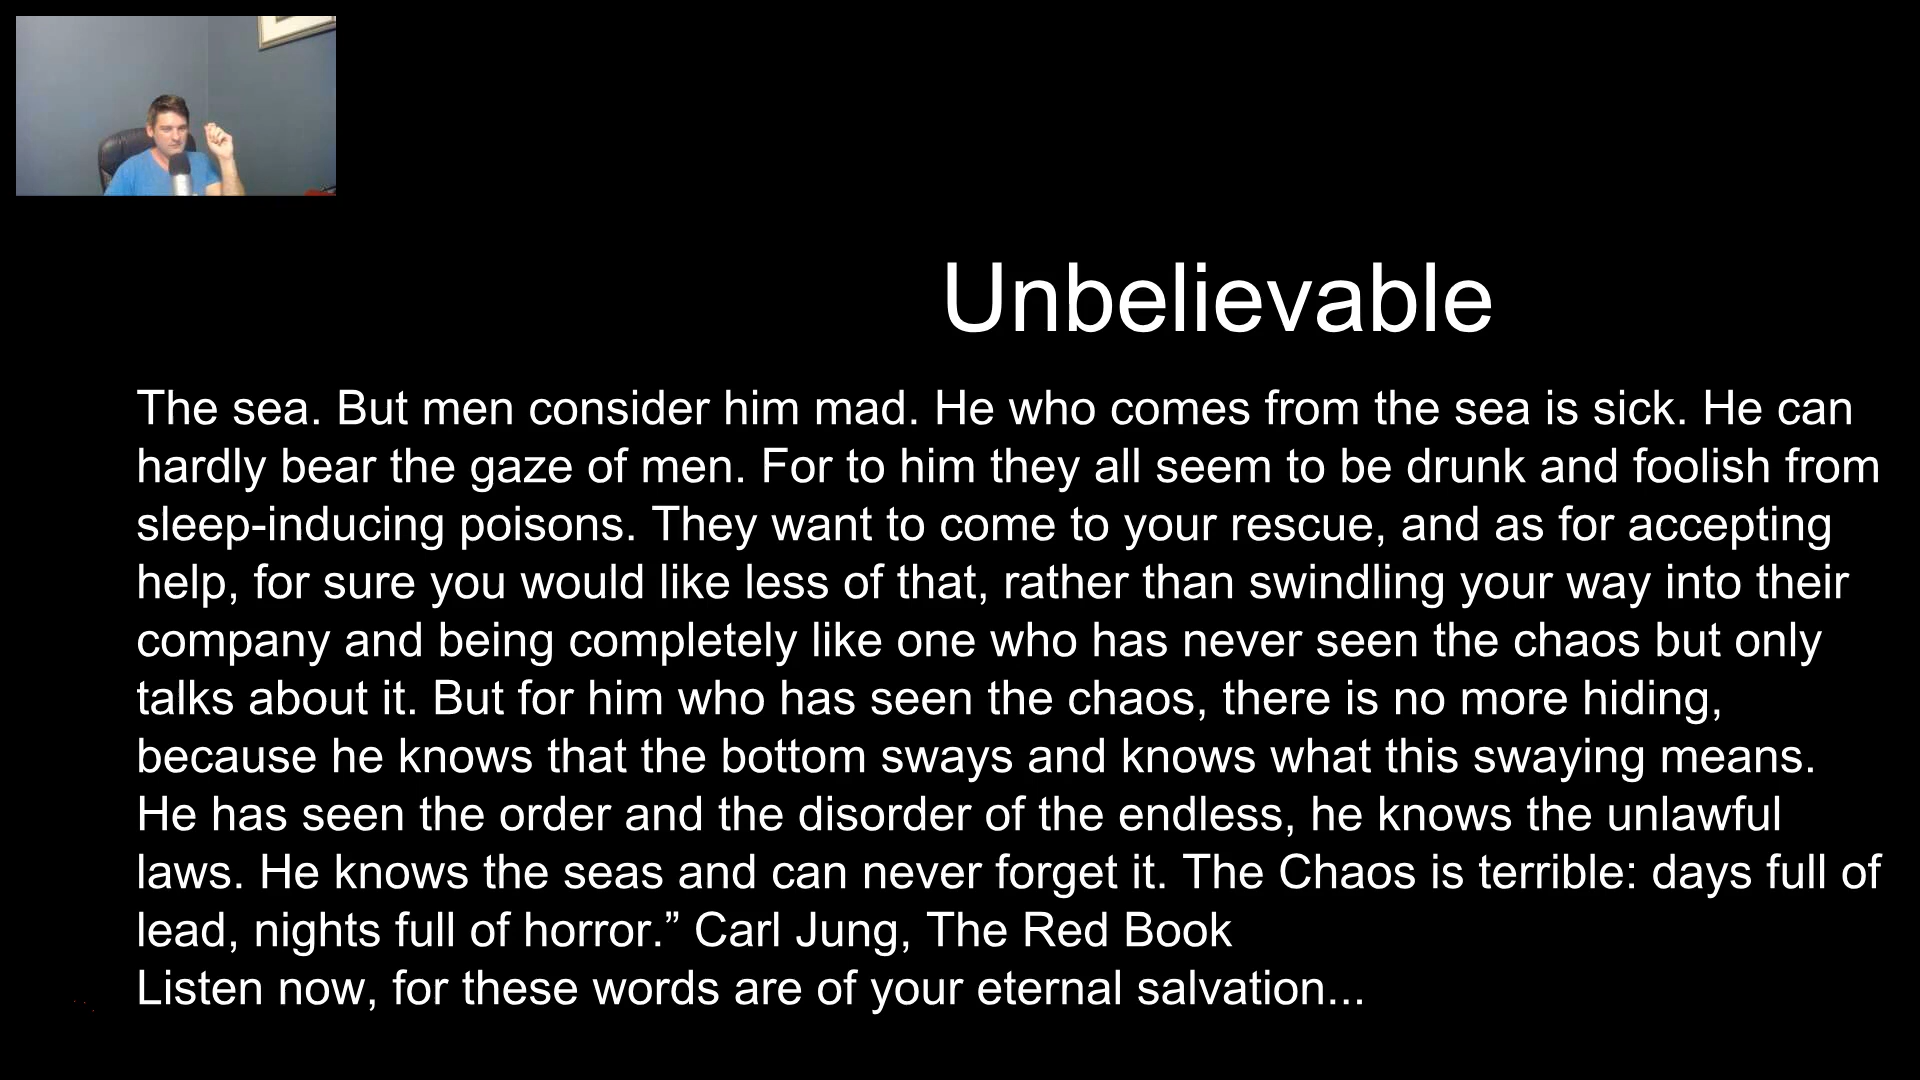 Unbelievable
The sea. But men consider him mad. He who comes from the sea is sick. He can
hardly bear the gaze of men. For to him they all seem to be drunk and foolish from
sleep-inducing poisons. They want to come to your rescue, and as for accepting
help, for sure you would like less of that, rather than swindling your way into their
company and being completely like one who has never seen the chaos but only
talks about it. But for him who has seen the chaos, there is no more hiding,
because he knows that the bottom sways and knows what this swaying means.
He has seen the order and the disorder of the endless, he knows the unlawful
laws. He knows the seas and can never forget it. The Chaos is terrible: days full of
lead, nights full of horror.” Carl Jung, The Red Book
Listen now, for these words are of your eternal salvation...